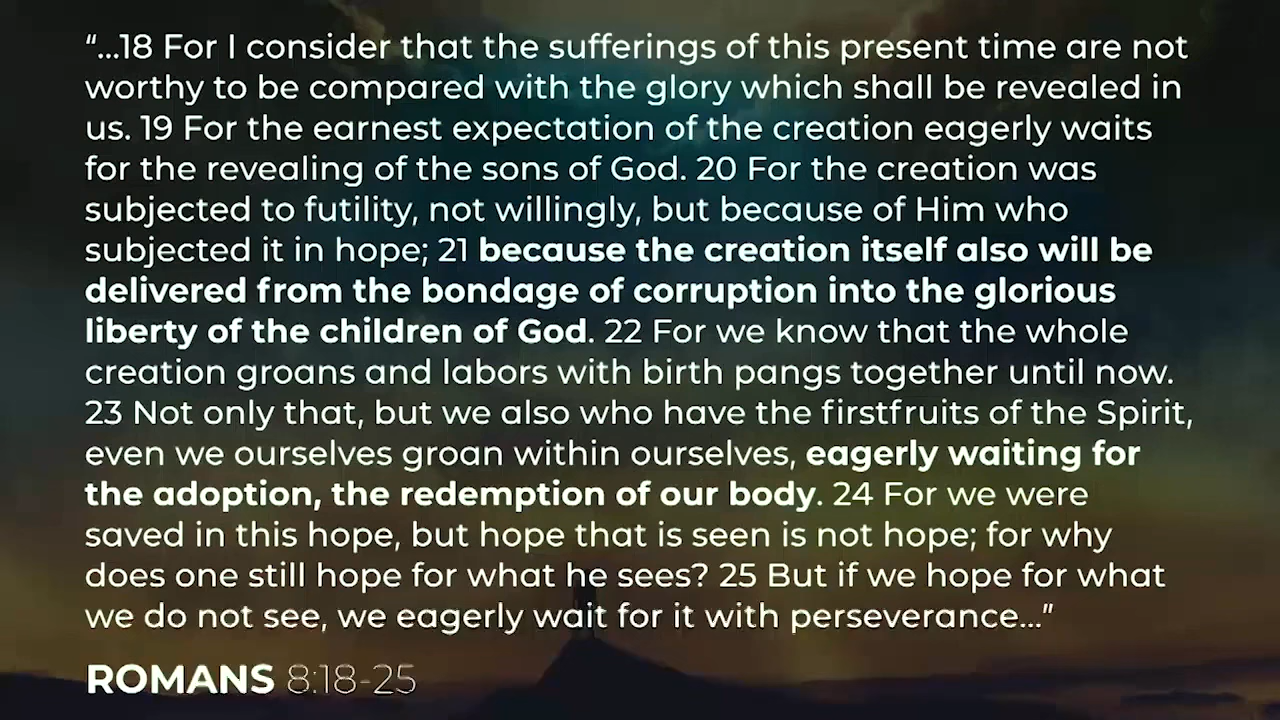 “...18 For I consider that the sufferings of this present time are not
worthy to be compared with the glory which shall be revealed in
us. 19 For the earnest expectation of the creation eagerly waits
for the revealing of the sons of God. 20 For the creation was
subjected to futility, not willingly, but because of Him who
subjected it in hope; 21 because the creation itself also will be
delivered from the bondage of corruption into the glorious
liberty of the children of God. 22 For we know that the whole
creation groans and labors with birth pangs together until now.
23 Not only that, but we also who have the firstfruits of the Spirit,
even we ourselves groan within ourselves, eagerly waiting for
the adoption, the redemption of our body. 24 For we were
saved in this hope, but hope that is seen is not hope; for why
does one still hope for what he sees? 25 But if we hope for what
we do not see, we eagerly wait for it with perseverance...”
ROMANS 8:18-25